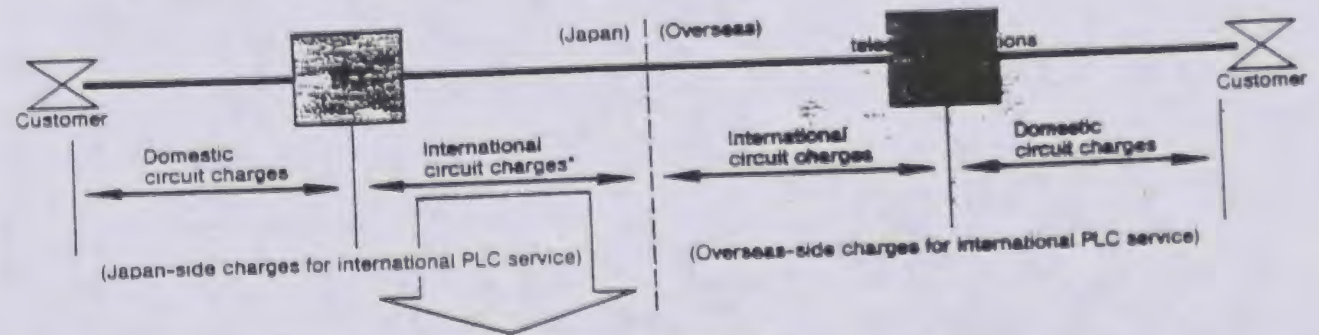 (Japan)
(Overseas)
Customer
Customer
Domestic
circuit charges
International
circuit charges*
International
circuit charges
Domestic
circuit charges
(Japan-side charges for international PLC service)
(Overseas-side charges for international PLC service)